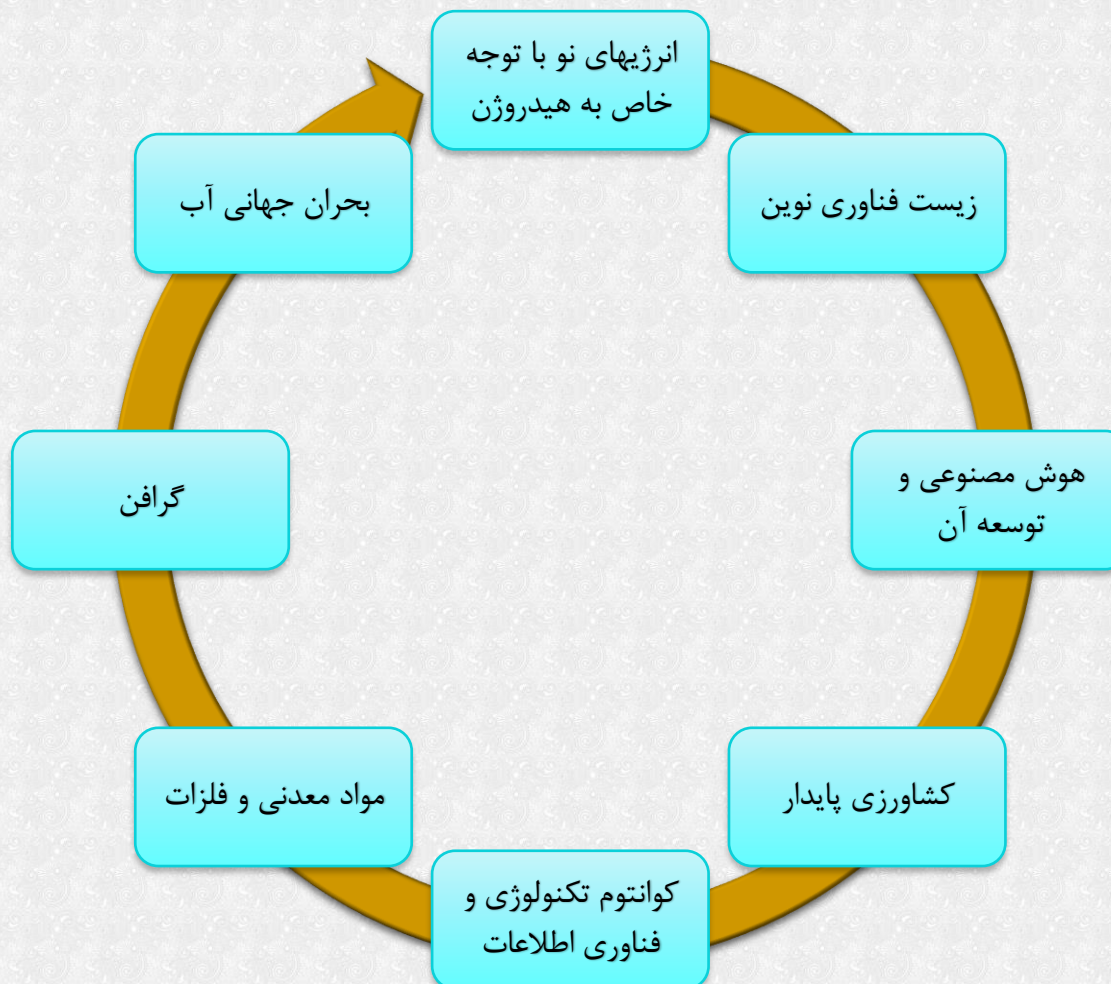 انرژیهای نو با توجه
خاص به هیدروژن
زیست فناوری نوین
هوش مصنوعی و
توسعه آن
کشاورزی پایدار
کوانتوم تکنولوژی و
فناوری اطلاعات
مواد معدنی و فلزات
گرافن
بحران جهانی آب